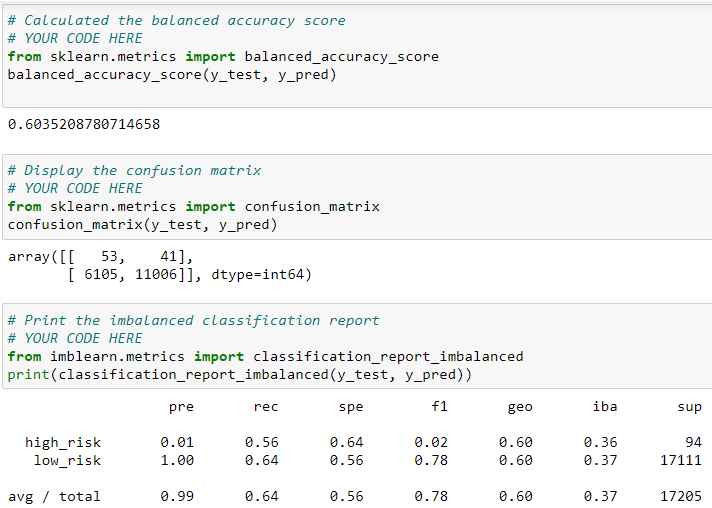 # Calculated the balanced accuracy score
# YOUR CODE HERE
from sklearn.metrics import balanced_accuracy_score
balanced_accuracy_score(y_test, y_pred)
0.6035208780714658
# Display the confusion matrix
# YOUR CODE HERE
from sklearn.metrics import confusion_matrix
confusion_matrix(y_test, y_pred)
array([[   53,    41],
       [ 6105, 11006]], dtype=int64)
# Print the imbalanced classification report
# YOUR CODE HERE
from imblearn.metrics import classification_report_imbalanced
print(classification_report_imbalanced(y_test, y_pred))
                   pre       rec       spe        f1       geo       iba       sup
  high_risk       0.01      0.56      0.64      0.02      0.60      0.36        94
   low_risk       1.00      0.64      0.56      0.78      0.60      0.37     17111
avg / total       0.99      0.64      0.56      0.78      0.60      0.37     17205